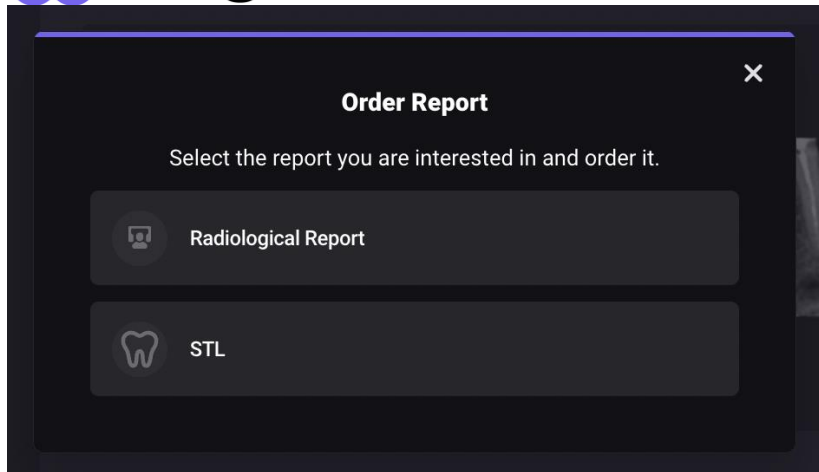 Order Report
Select the report you are interested in and order it.
Radiological Report
STL